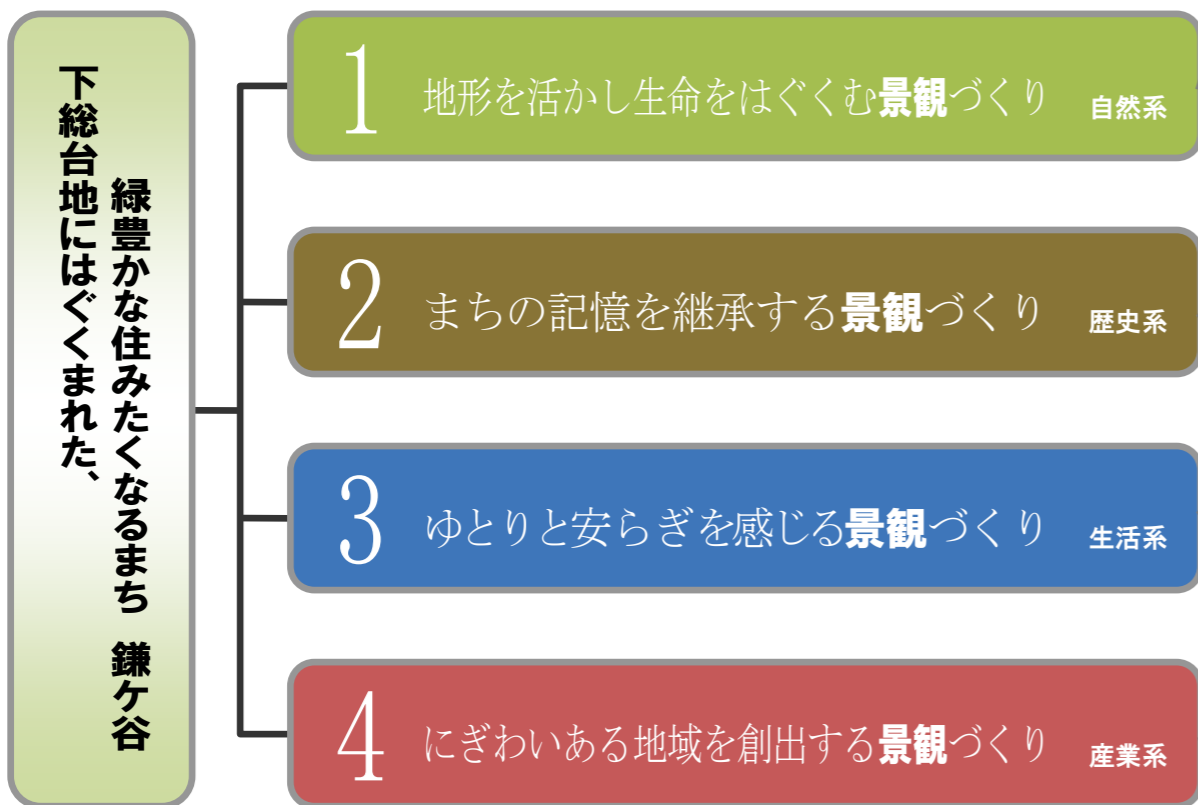 下総台地にはぐくまれた、
緑豊かな住みたくなるまち 鎌ケ谷
1 地形を活かし生命をはぐくむ景観づくり 自然系
2 まちの記憶を継承する景観づくり 歴史系
3 ゆとりと安らぎを感じる景観づくり 生活系
4 にぎわいある地域を創出する景観づくり 産業系